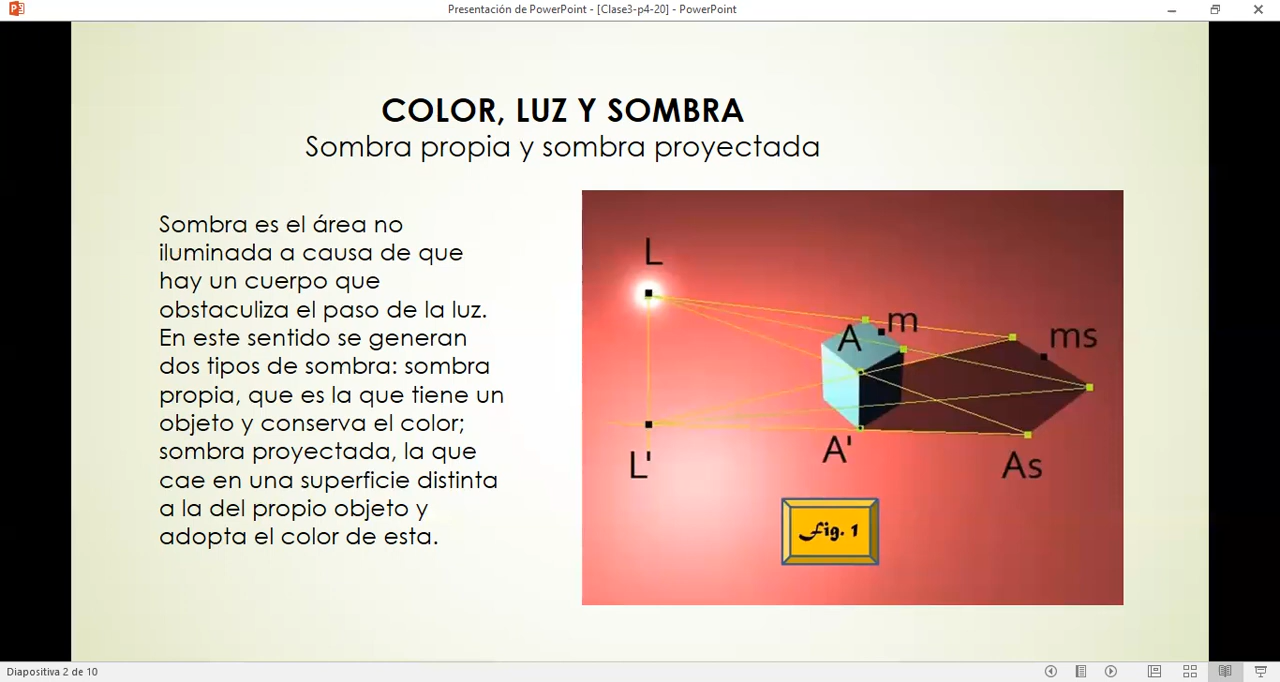 Presentación de PowerPoint - [Clase3-p4-20] - PowerPoint
COLOR, LUZ Y SOMBRA
Sombra propia y sombra proyectada
Sombra es el área no
iluminada a causa de que
hay un cuerpo que
obstaculiza el paso de la luz.
En este sentido se generan
dos tipos de sombra: sombra
propia, que es la que tiene un
objeto y conserva el color;
sombra proyectada, la que
cae en una superficie distinta
a la del propio objeto y
adopta el color de esta.
L
m
A
ms
L'
A'
As
Fig. 1
Diapositiva 2 de 10